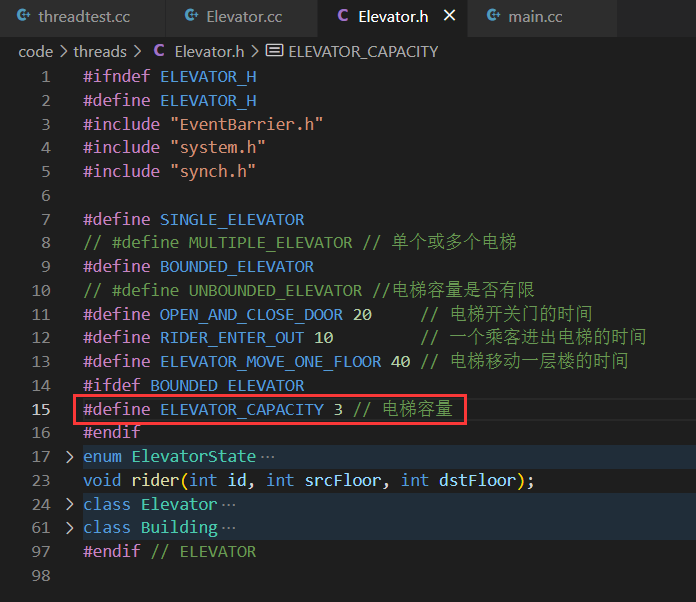 threadtest.cc Elevator.cc Elevator.h main.cc
code > threads > C Elevator.h > ELEVATOR_CAPACITY
1 #ifndef ELEVATOR_H
2 #define ELEVATOR_H
3 #include "EventBarrier.h"
4 #include "system.h"
5 #include "synch.h"
6
7 #define SINGLE_ELEVATOR
8 // #define MULTIPLE_ELEVATOR // 单个或多个电梯
9 #define BOUNDED_ELEVATOR
10 // #define UNBOUNDED_ELEVATOR //电梯容量是否有限
11 #define OPEN_AND_CLOSE_DOOR 20 // 电梯开关门的时间
12 #define RIDER_ENTER_OUT 10 // 一个乘客进出电梯的时间
13 #define ELEVATOR_MOVE_ONE_FLOOR 40 // 电梯移动一层楼的时间
14 #ifdef BOUNDED_ELEVATOR
15 #define ELEVATOR_CAPACITY 3 // 电梯容量
16 #endif
17 > enum ElevatorState ···
23 void rider(int id, int srcFloor, int dstFloor);
24 > class Elevator ···
61 > class Building ···
97 #endif // ELEVATOR
98